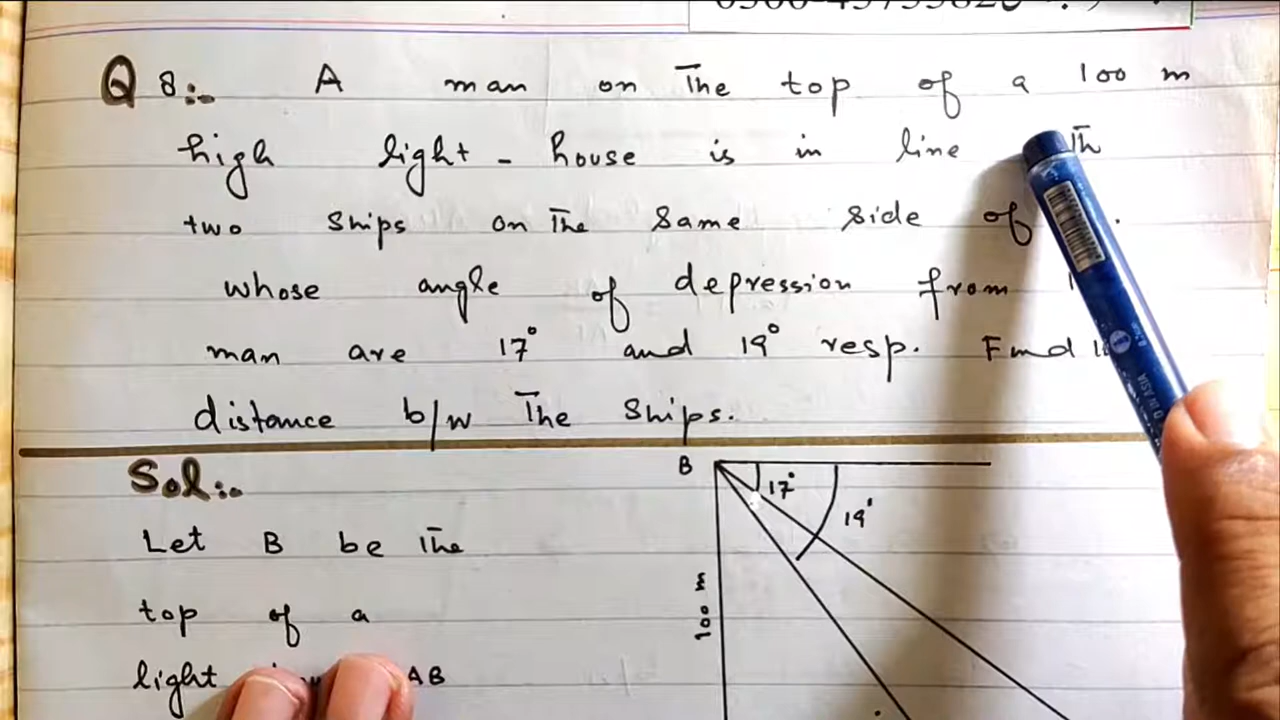 Q 8:- A man on The top of a 100 m
high light - house is in line
two ships on The same side of
whose angle of depression from
man are 17° and 19° resp. Find
distance b/w The ships.
Sol:-
B
17°
19°
Let B be The
100 m
top of a
light AB